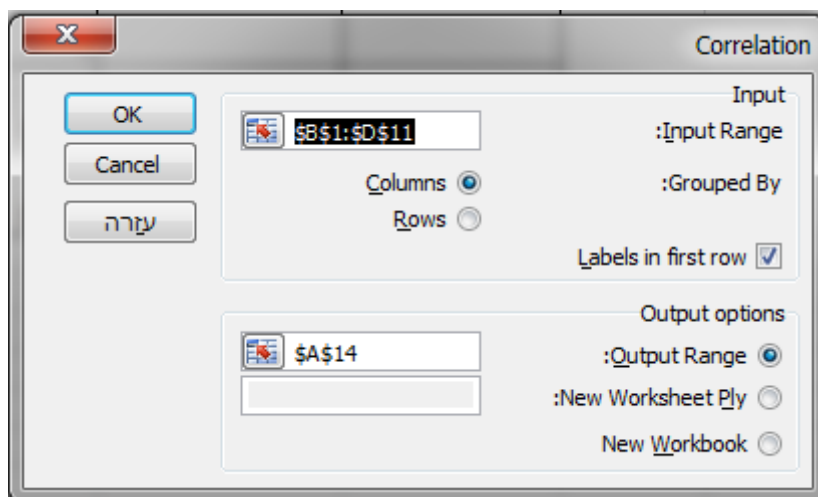 Correlation
Input
:Input Range
$B$1:$D$11
:Grouped By
Columns
Rows
Labels in first row
Output options
:Output Range
$A$14
:New Worksheet Ply
New Workbook
OK
Cancel
עזרה